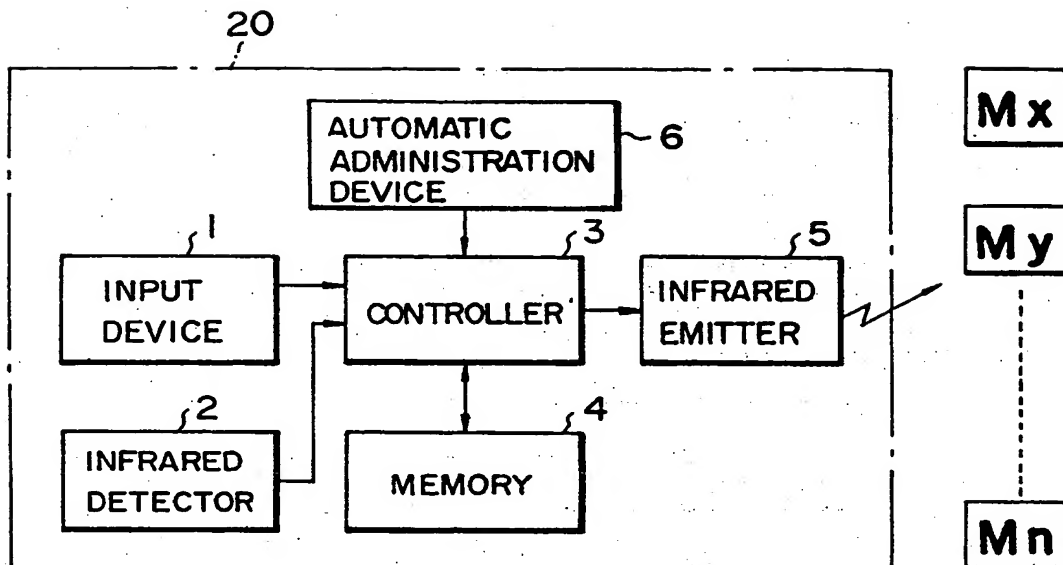 20
AUTOMATIC
ADMINISTRATION
DEVICE
6
Mx
1
INPUT
DEVICE
3
CONTROLLER
5
INFRARED
EMITTER
My
2
INFRARED
DETECTOR
4
MEMORY
Mn